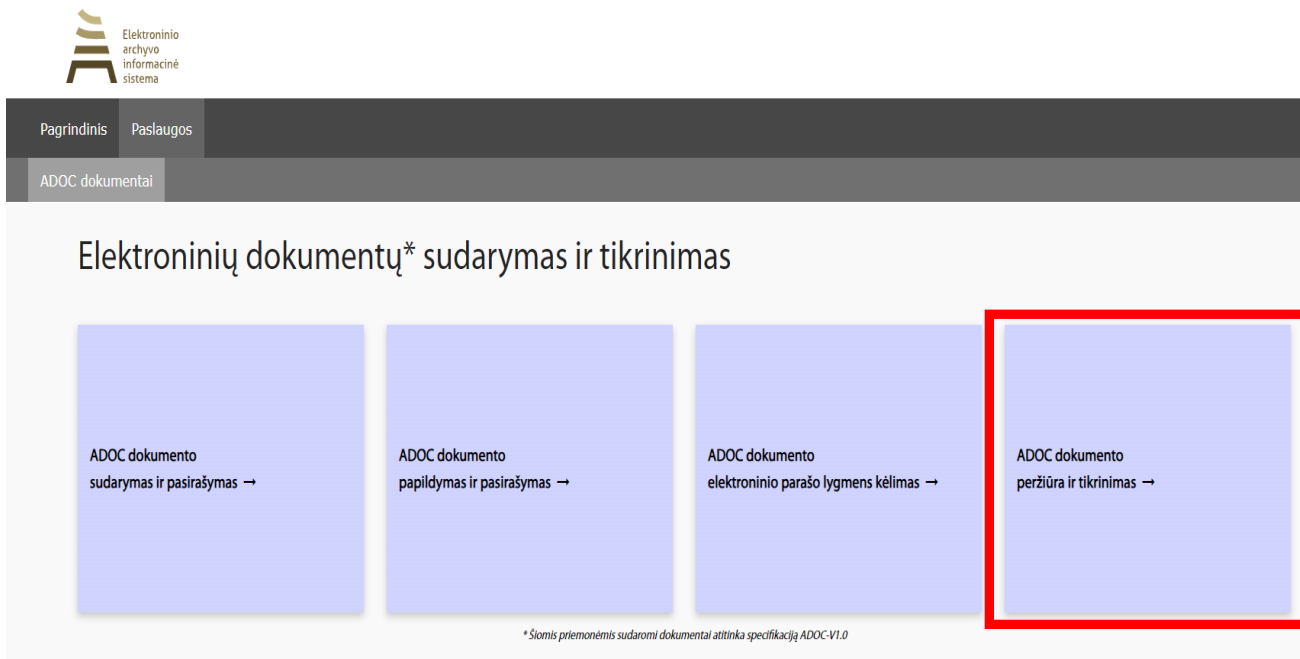 Elektroninio
archyvo
informacinė
sistema
Pagrindinis Paslaugos
ADOC dokumentai
Elektroninių dokumentų* sudarymas ir tikrinimas
ADOC dokumento
sudarymas ir pasirašymas →
ADOC dokumento
papildymas ir pasirašymas →
ADOC dokumento
elektroninio parašo lygmens kėlimas →
ADOC dokumento
peržiūra ir tikrinimas →
* Šiomis priemonėmis sudaromi dokumentai atitinka specifikaciją ADOC-V1.0